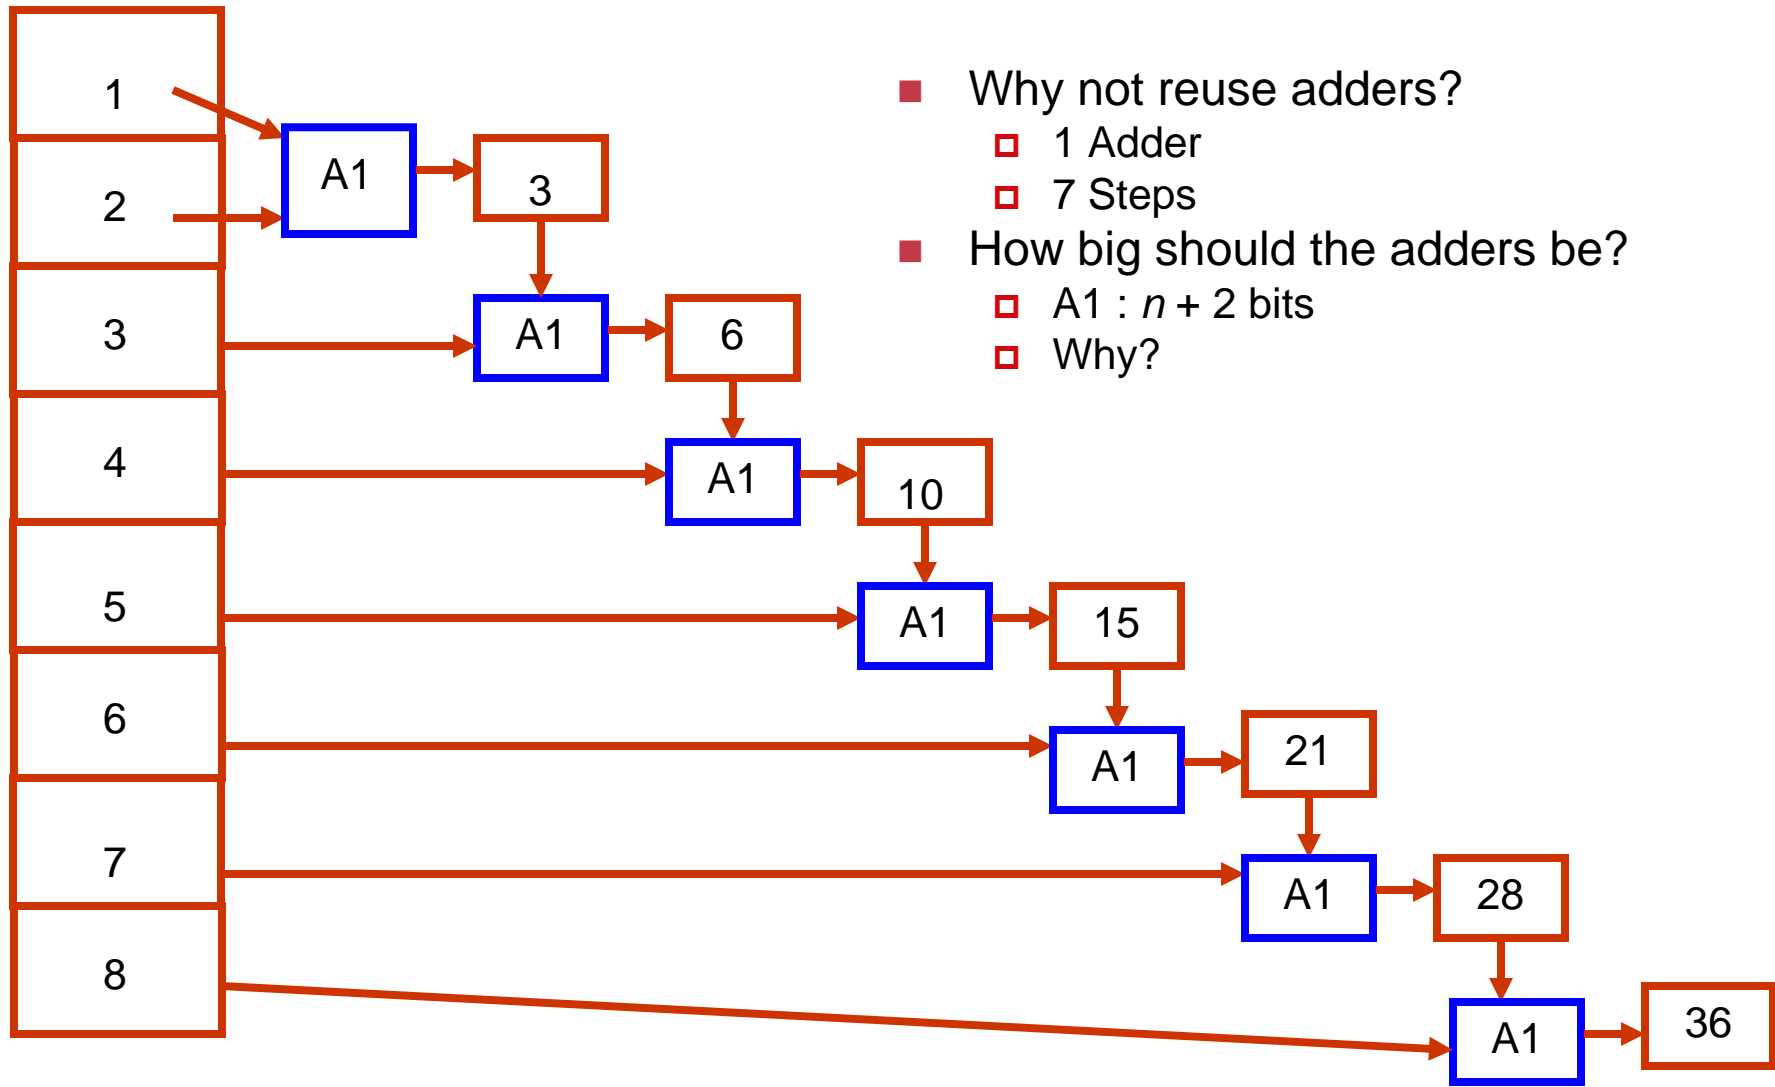 1
2
3
4
5
6
7
8
A1
3
A1
6
A1
10
A1
15
A1
21
A1
28
A1
36
Why not reuse adders?
1 Adder
7 Steps
How big should the adders be?
A1 : n + 2 bits
Why?